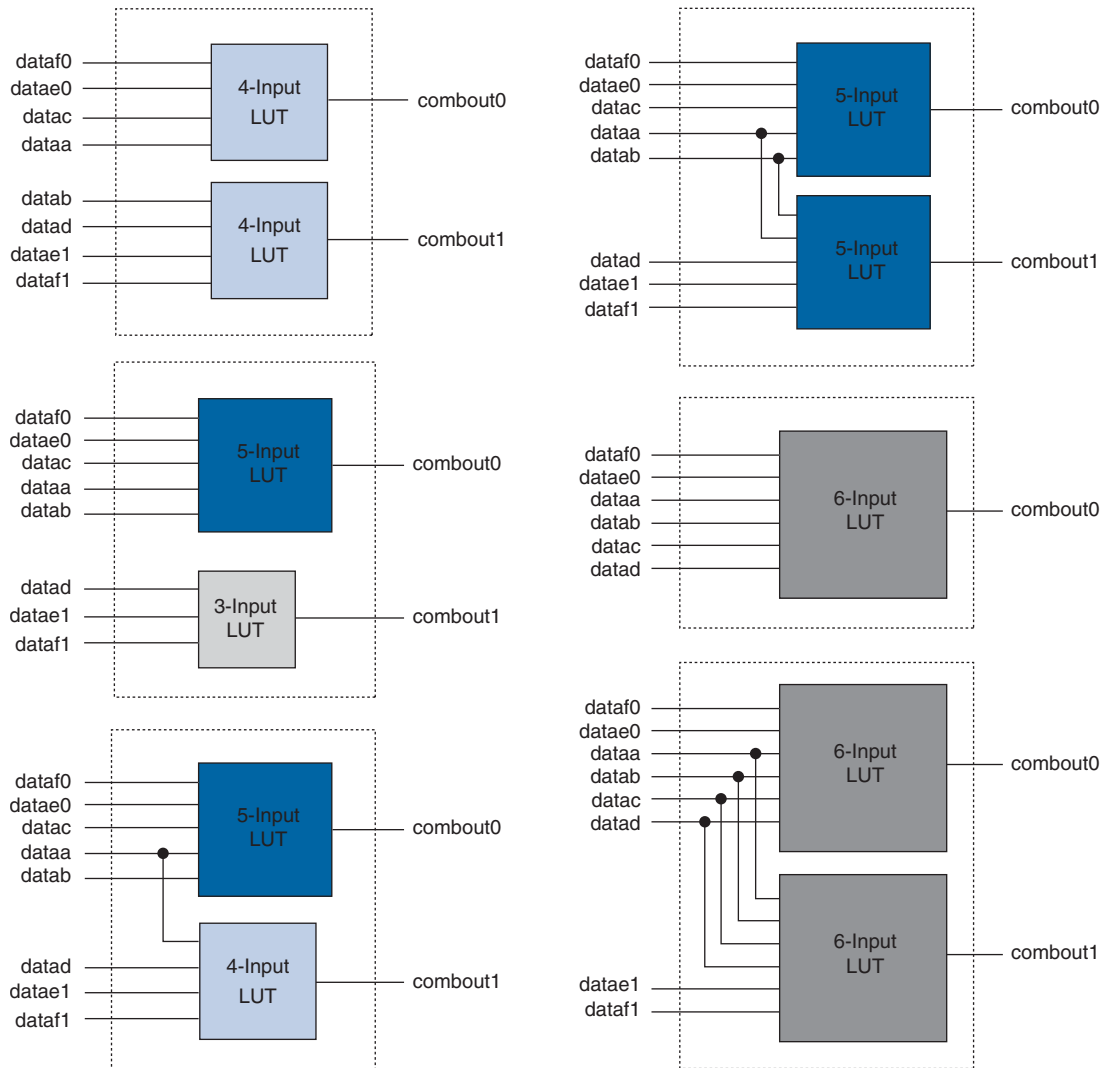 dataf0
datae0
datac
dataa
4-Input
LUT
combout0
datab
datad
datae1
dataf1
4-Input
LUT
combout1
dataf0
datae0
datac
dataa
datab
5-Input
LUT
combout0
datad
datae1
dataf1
3-Input
LUT
combout1
dataf0
datae0
datac
dataa
datab
5-Input
LUT
combout0
datad
datae1
dataf1
4-Input
LUT
combout1
dataf0
datae0
datac
dataa
datab
5-Input
LUT
combout0
datad
datae1
dataf1
5-Input
LUT
combout1
dataf0
datae0
dataa
datab
datac
datad
6-Input
LUT
combout0
dataf0
datae0
dataa
datab
datac
datad
6-Input
LUT
combout0
datae1
dataf1
6-Input
LUT
combout1